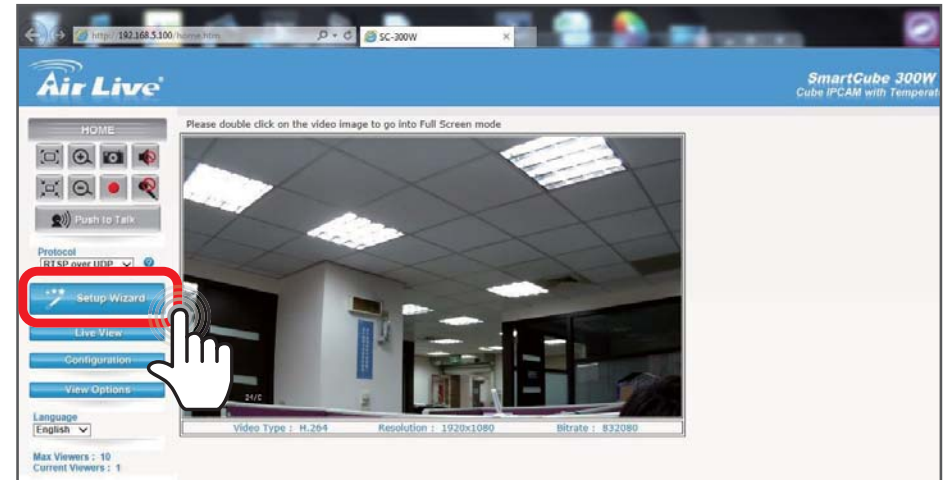 http://192.168.5.100/home.htm
SC-300W
Air Live
SmartCube 300W
Cube IPCAM with Temperat
HOME
Please double click on the video image to go into Full Screen mode
Push to Talk
Protocol
RTSP over UDP
Setup Wizard
Live View
Configuration
View Options
Language
English
24/C
Video Type : H.264 Resolution : 1920x1080 Bitrate : 832080
Max Viewers : 10
Current Viewers : 1